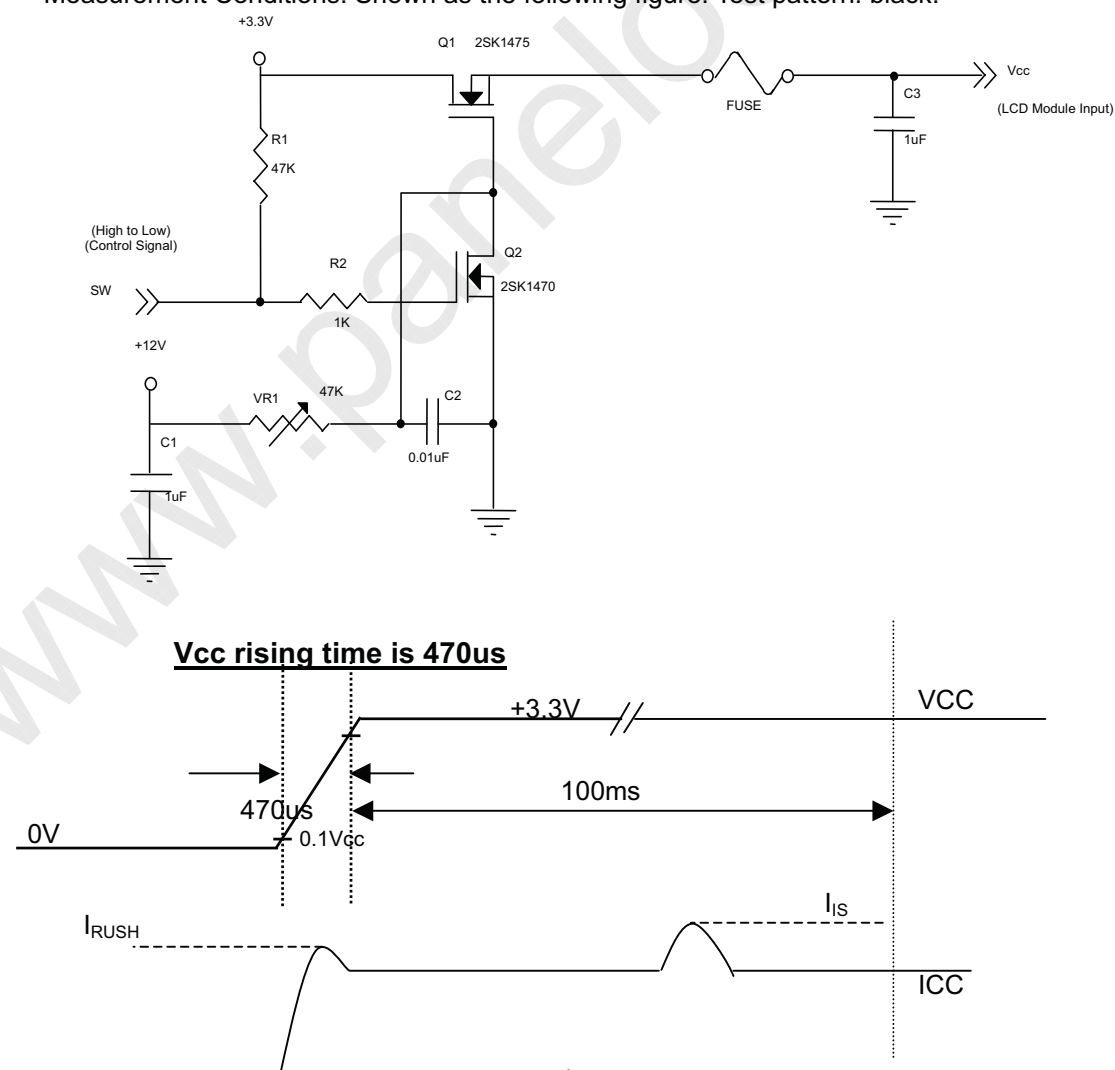 Measurement Conditions: Shown as the following figure. Test pattern: black.
+3.3V
Q1 2SK1475
Vcc
FUSE
C3
(LCD Module Input)
R1
47K
1uF
(High to Low)
(Control Signal)
R2
Q2
SW
2SK1470
1K
+12V
VR1
47K
C2
C1
0.01uF
1uF
Vcc rising time is 470us
+3.3V
VCC
470us
100ms
0V
0.1Vcc
IRUSH
IIS
ICC
www.panelo